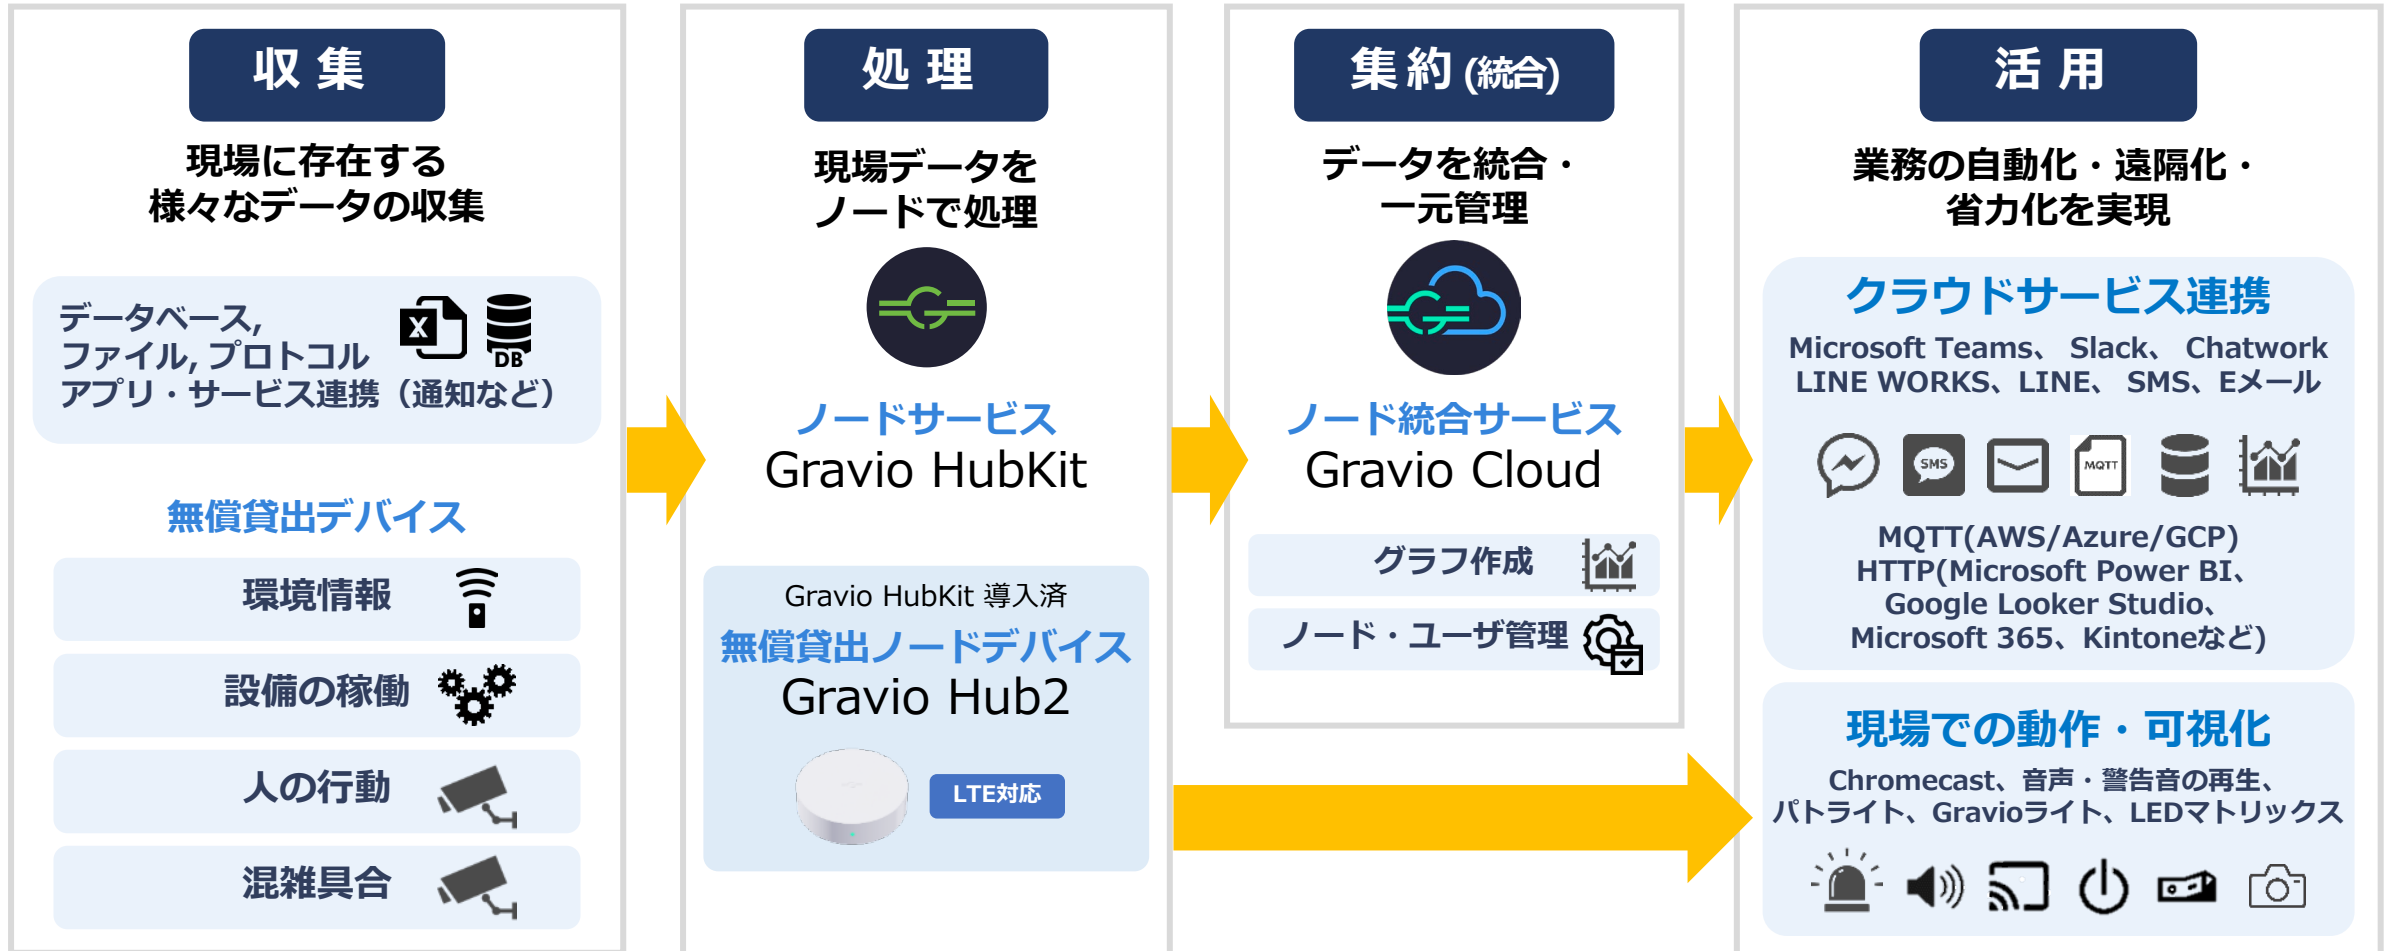 収集
現場に存在する
様々なデータの収集
データベース,
ファイル, プロトコル
アプリ・サービス連携（通知など）
X
DB
無償貸出デバイス
環境情報
設備の稼働
人の行動
混雑具合
処理
現場データを
ノードで処理
ノードサービス
Gravio HubKit
Gravio HubKit 導入済
無償貸出ノードデバイス
Gravio Hub2
LTE対応
集約(統合)
データを統合・
一元管理
ノード統合サービス
Gravio Cloud
グラフ作成
ノード・ユーザ管理
活用
業務の自動化・遠隔化・
省力化を実現
クラウドサービス連携
Microsoft Teams、 Slack、 Chatwork
LINE WORKS、LINE、 SMS、Eメール
SMS
MQTT
MQTT(AWS/Azure/GCP)
HTTP(Microsoft Power BI、
Google Looker Studio、
Microsoft 365、Kintoneなど)
現場での動作・可視化
Chromecast、音声・警告音の再生、
パトライト、Gravioライト、LEDマトリックス